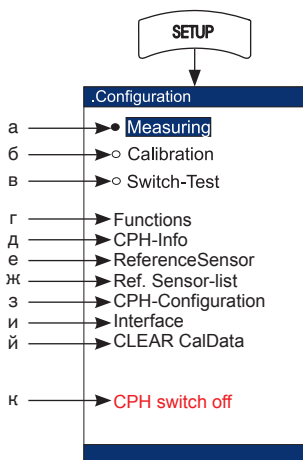 SETUP
.Configuration
а Measuring
б Calibration
в Switch-Test
г Functions
д CPH-Info
е ReferenceSensor
ж Ref. Sensor-list
з CPH-Configuration
и Interface
й CLEAR CalData
к CPH switch off